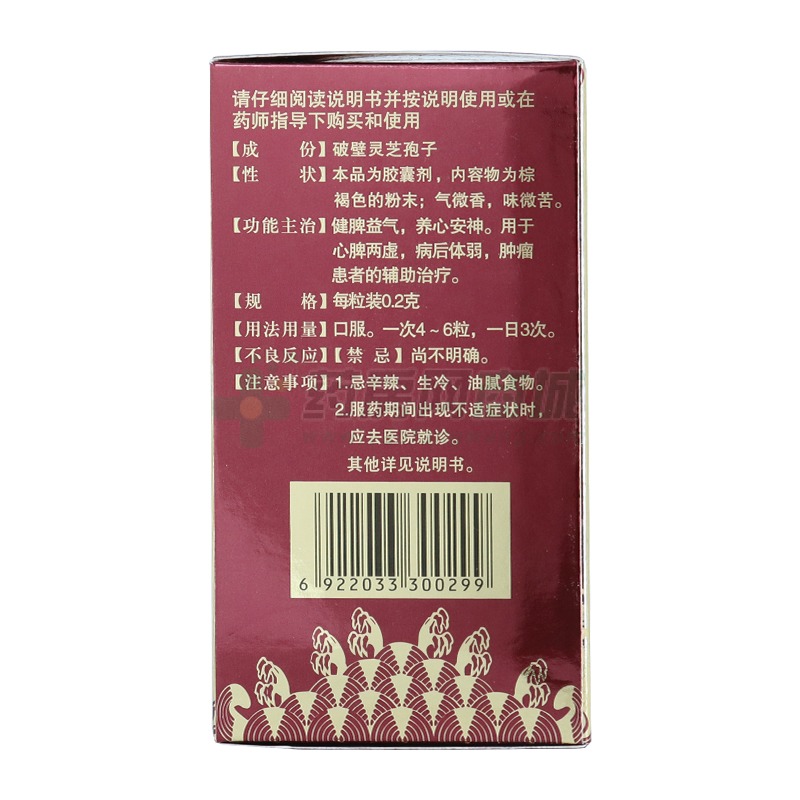 请仔细阅读说明书并按说明使用或在
药师指导下购买和使用
【成 份】破壁灵芝孢子
【性 状】本品为胶囊剂，内容物为棕
褐色的粉末；气微香，味微苦。
【功能主治】健脾益气，养心安神。用于
心脾两虚，病后体弱，肿瘤
患者的辅助治疗。
【规 格】每粒装0.2克
【用法用量】口服。一次4～6粒，一日3次。
【不良反应】【禁 忌】尚不明确。
【注意事项】1.忌辛辣、生冷、油腻食物。
2.服药期间出现不适症状时，
应去医院就诊。
其他详见说明书。
6 922033 300299